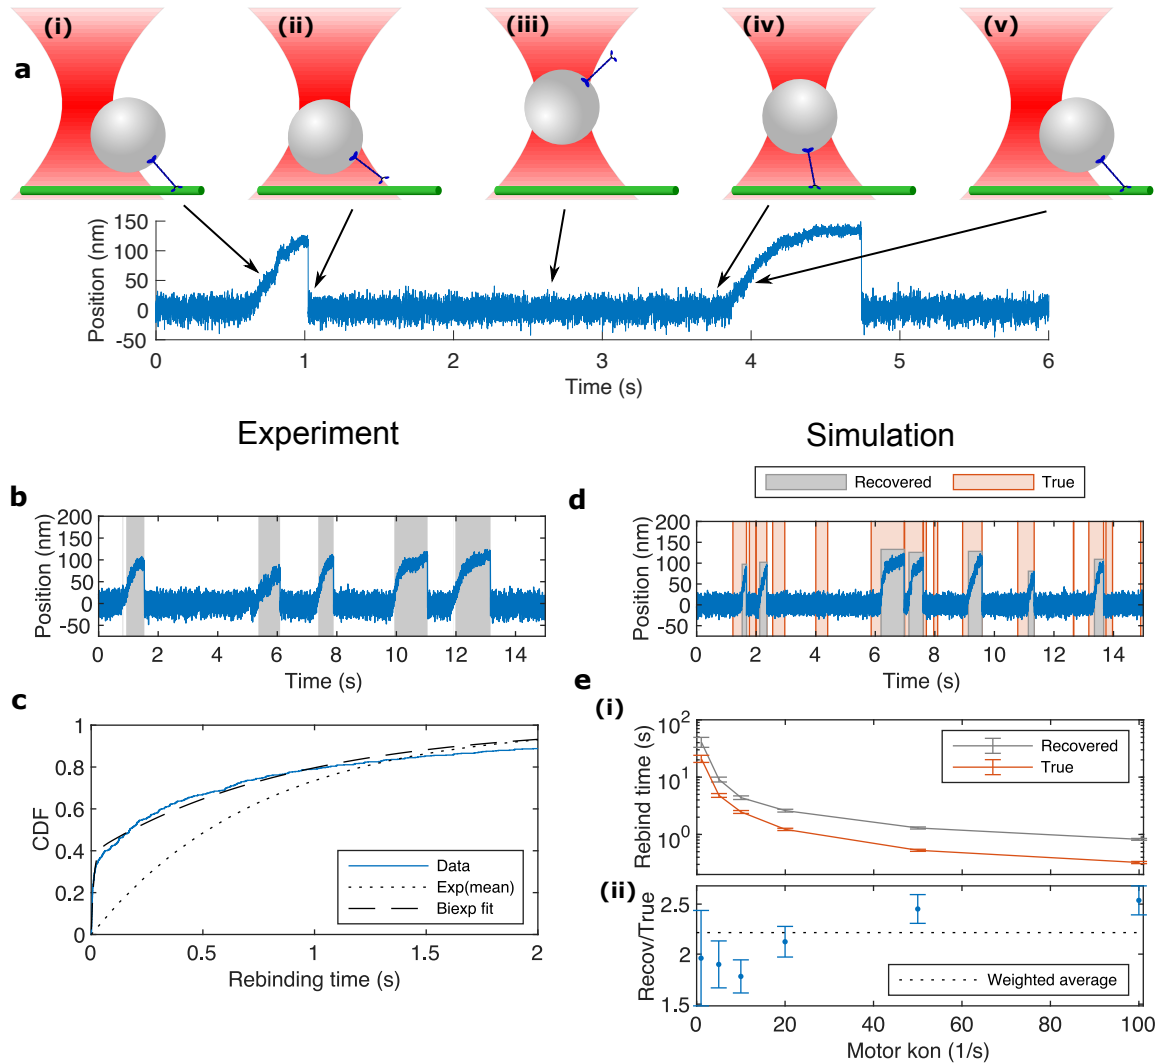 (i) (ii) (iii) (iv) (v)
a
150
100
50
0
-50
Position (nm)
0 1 2 3 4 5 6
Time (s)
Experiment
Simulation
b
200
150
100
50
0
-50
Position (nm)
0 2 4 6 8 10 12 14
Time (s)
d
Recovered True
200
150
100
50
0
-50
Position (nm)
0 2 4 6 8 10 12 14
Time (s)
c
1
0.8
0.6
0.4
0.2
0
CDF
Data
Exp(mean)
Biexp fit
0 0.5 1 1.5 2
Rebinding time (s)
e
(i)
10^2
10^1
10^0
Rebind time (s)
Recovered
True
(ii)
2.5
2
1.5
Recov/True
Weighted average
0 20 40 60 80 100
Motor kon (1/s)